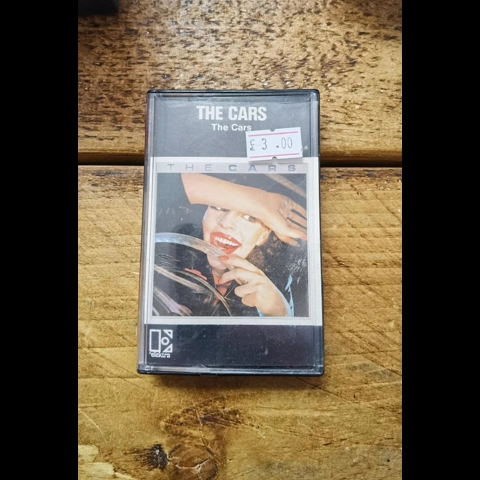 THE CARS
The Cars
£3.00
THE CARS
elektra